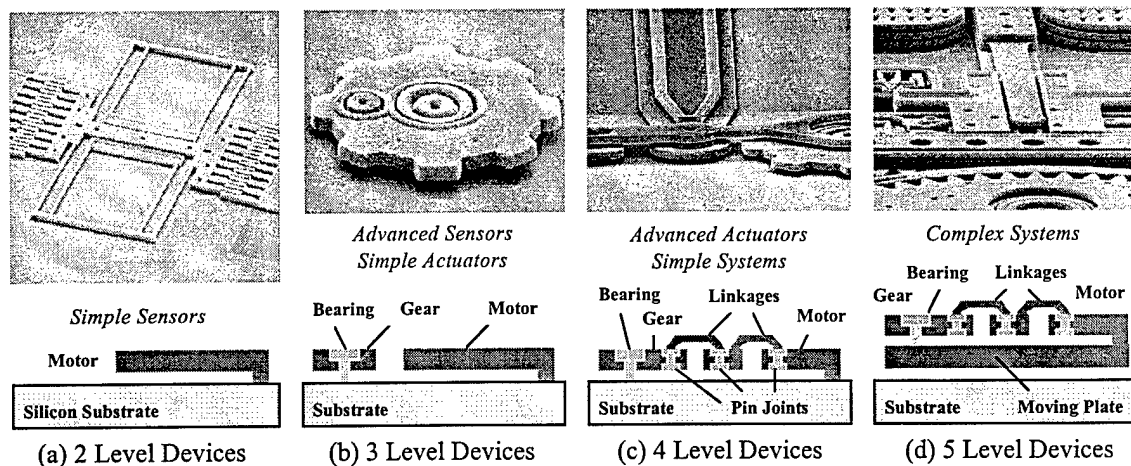 Simple Sensors
Motor
Silicon Substrate
(a) 2 Level Devices
Advanced Sensors
Simple Actuators
Bearing Gear Motor
Substrate
(b) 3 Level Devices
Advanced Actuators
Simple Systems
Bearing Linkages
Gear Motor
Substrate Pin Joints
(c) 4 Level Devices
Complex Systems
Bearing Linkages
Gear Motor
Substrate Moving Plate
(d) 5 Level Devices